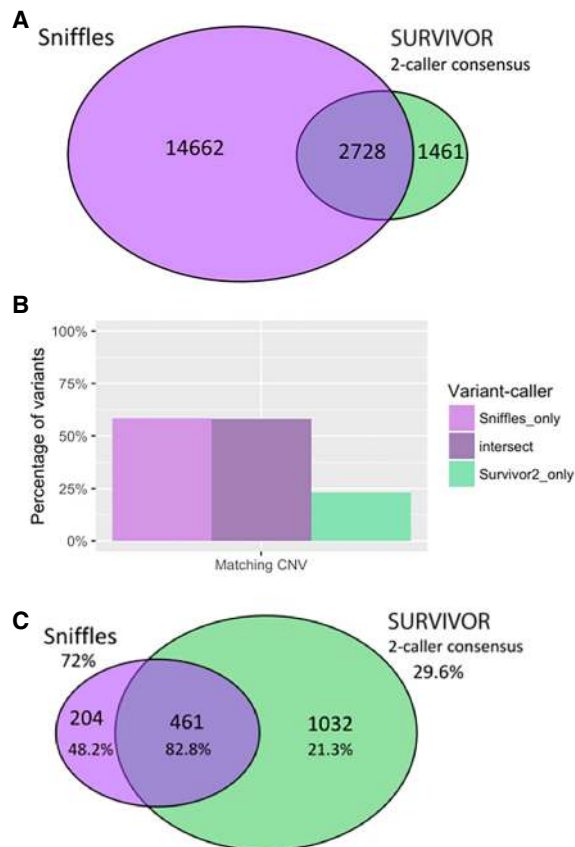 A
Sniffles
SURVIVOR
2-caller consensus
14662
2728
1461
B
100%
75%
50%
25%
0%
Percentage of variants
Matching CNV
Variant-caller
Sniffles_only
intersect
Survivor2_only
C
Sniffles
72%
SURVIVOR
2-caller consensus
29.6%
204
48.2%
461
82.8%
1032
21.3%